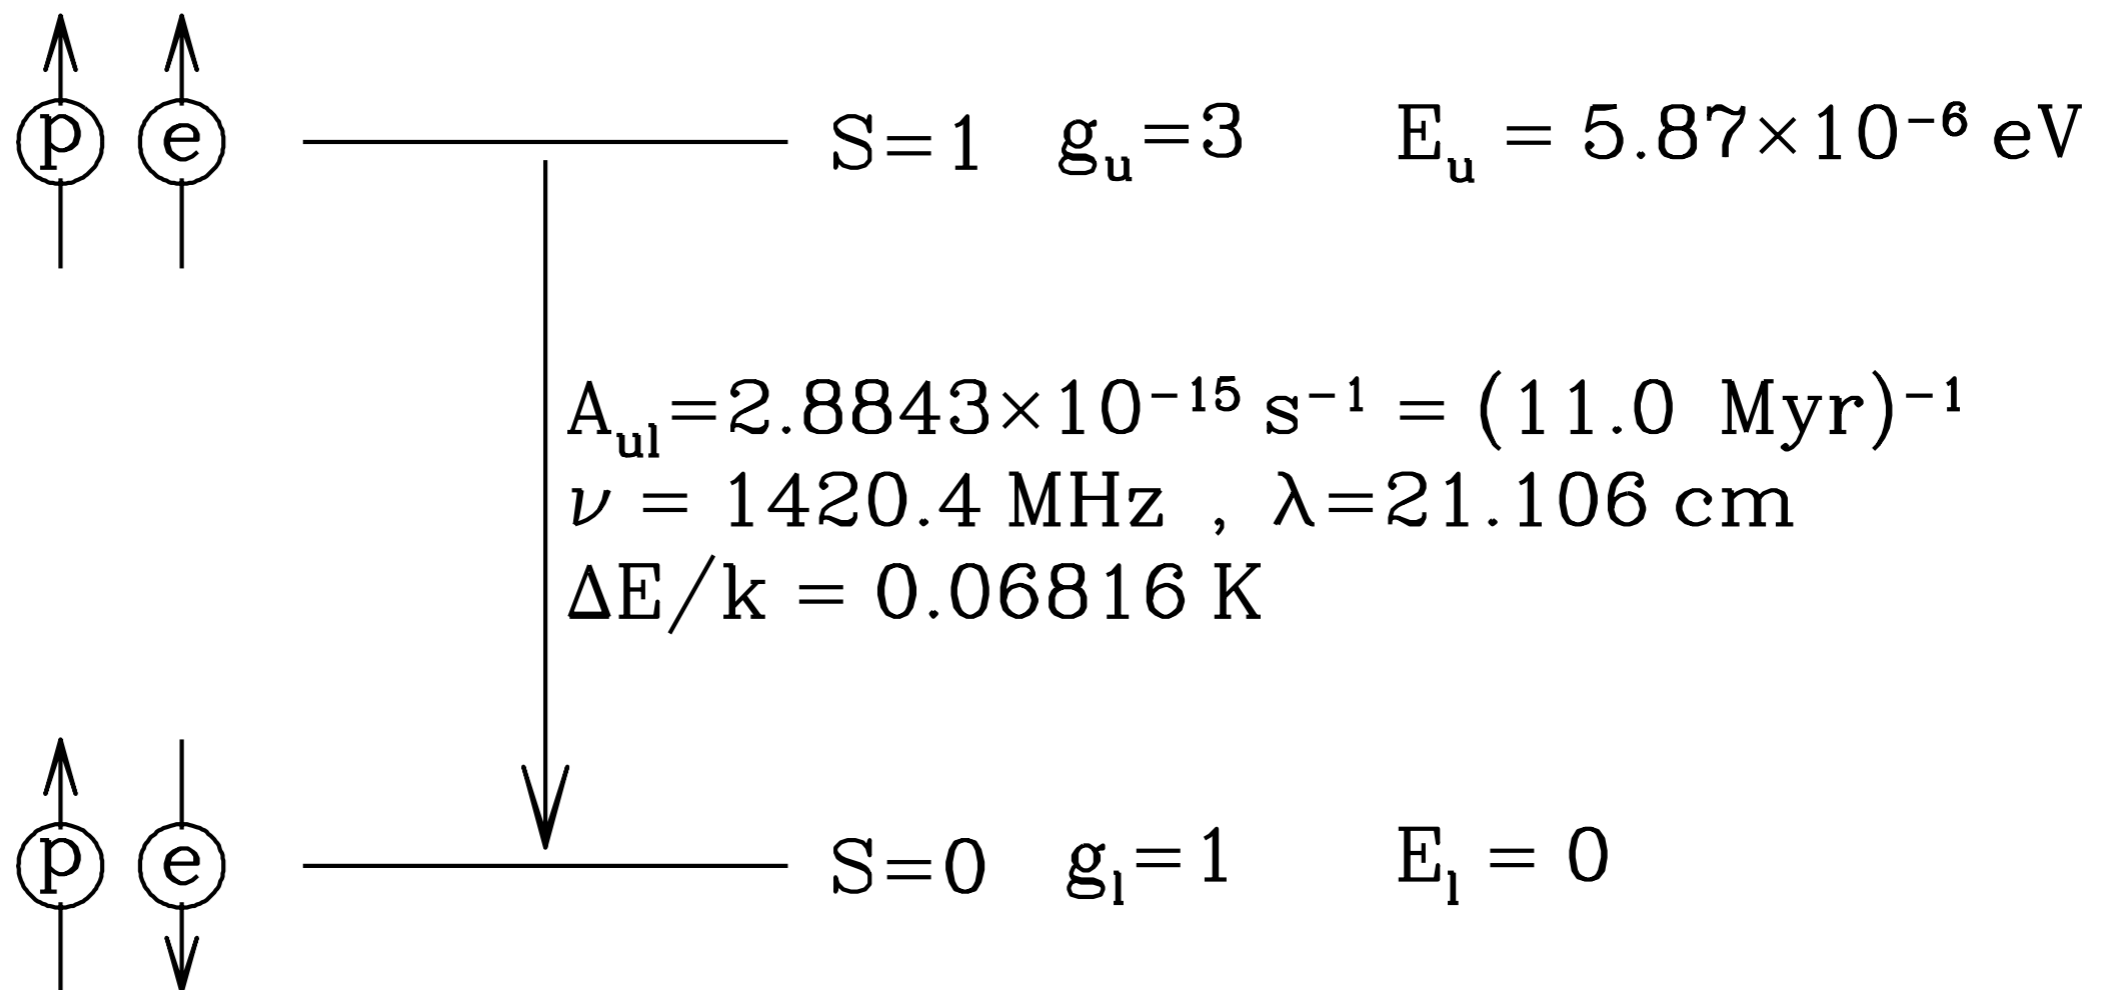 p e S=1 g_u=3 E_u = 5.87×10⁻⁶ eV
A_ul=2.8843×10⁻¹⁵ s⁻¹ = (11.0 Myr)⁻¹
ν = 1420.4 MHz , λ=21.106 cm
ΔE/k = 0.06816 K
p e S=0 g_l=1 E_l = 0